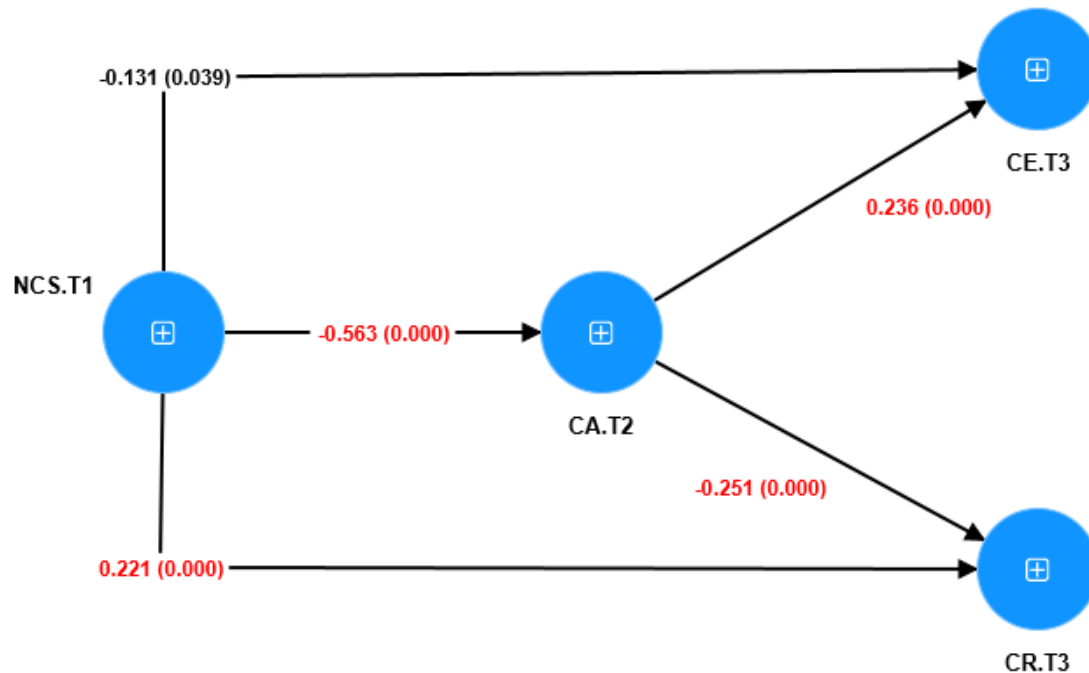 -0.131 (0.039)
CE.T3
0.236 (0.000)
NCS.T1
-0.563 (0.000)
CA.T2
-0.251 (0.000)
0.221 (0.000)
CR.T3